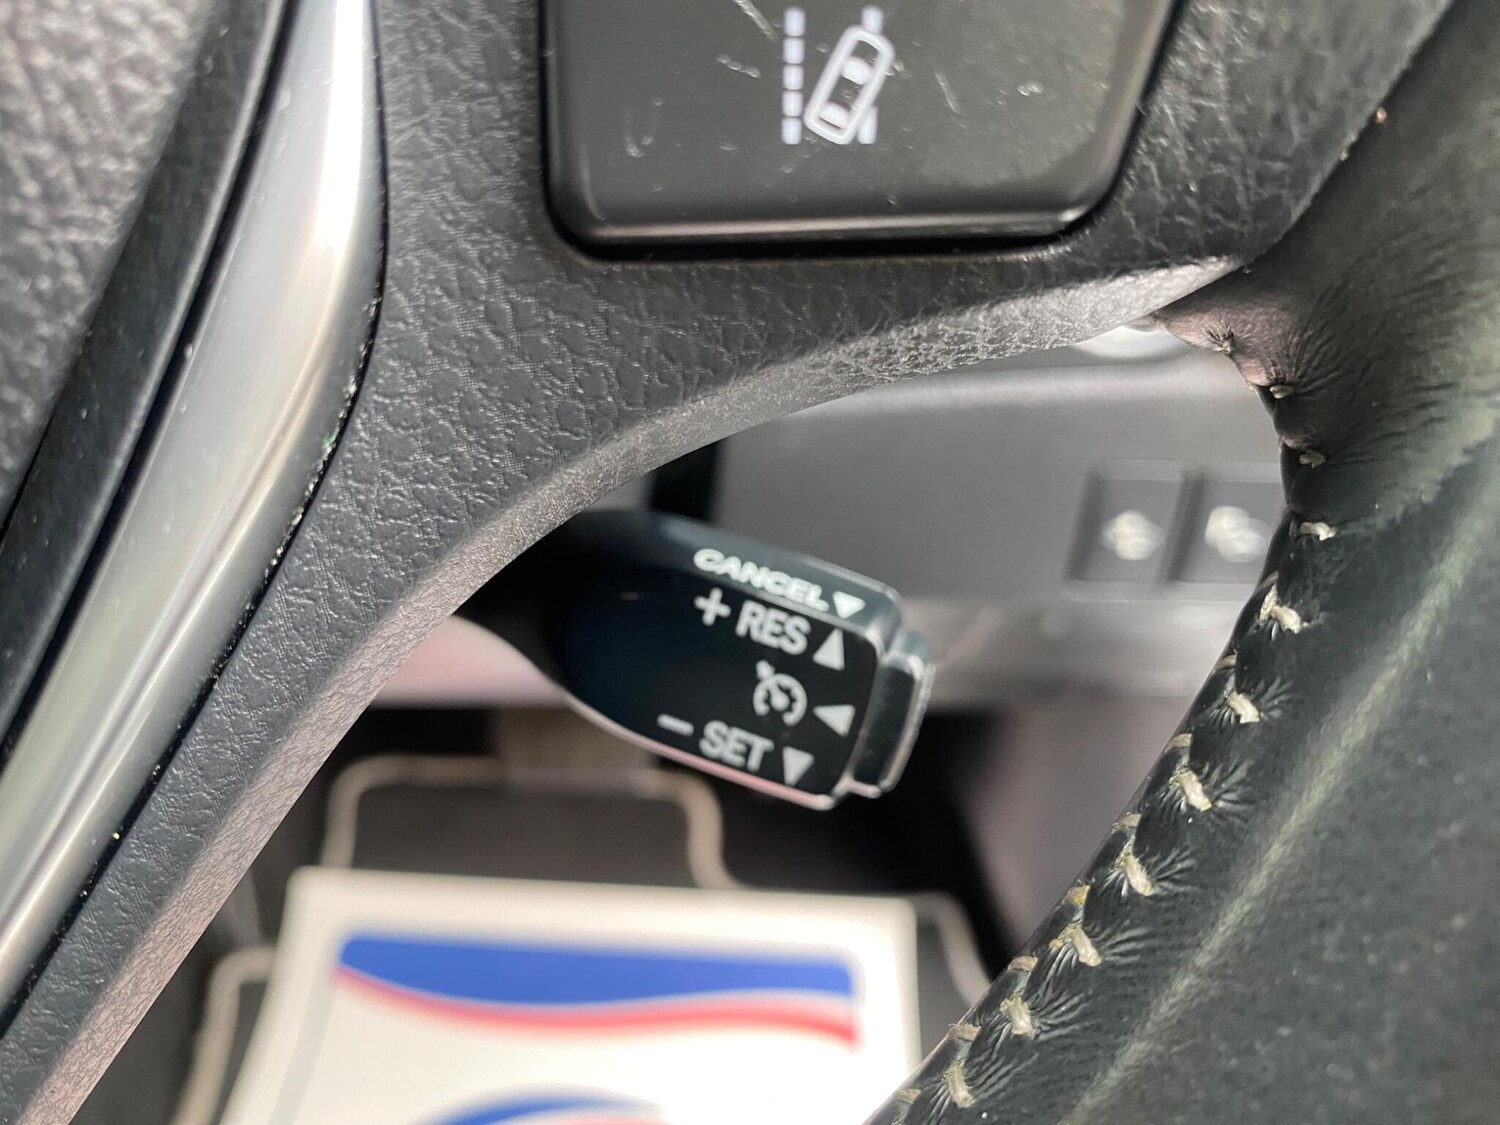 CANCEL▼
+ RES▲
◀
− SET▼